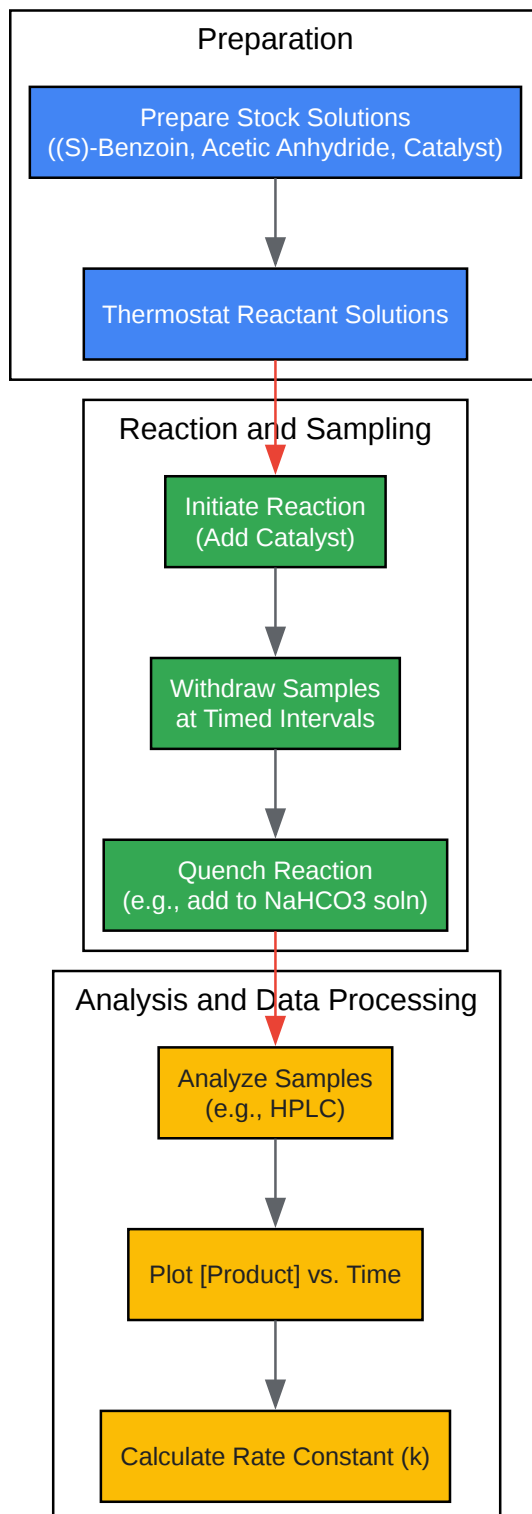 Preparation
Prepare Stock Solutions
((S)-Benzoin, Acetic Anhydride, Catalyst)
Thermostat Reactant Solutions
Reaction and Sampling
Initiate Reaction
(Add Catalyst)
Withdraw Samples
at Timed Intervals
Quench Reaction
(e.g., add to NaHCO3 soln)
Analysis and Data Processing
Analyze Samples
(e.g., HPLC)
Plot [Product] vs. Time
Calculate Rate Constant (k)